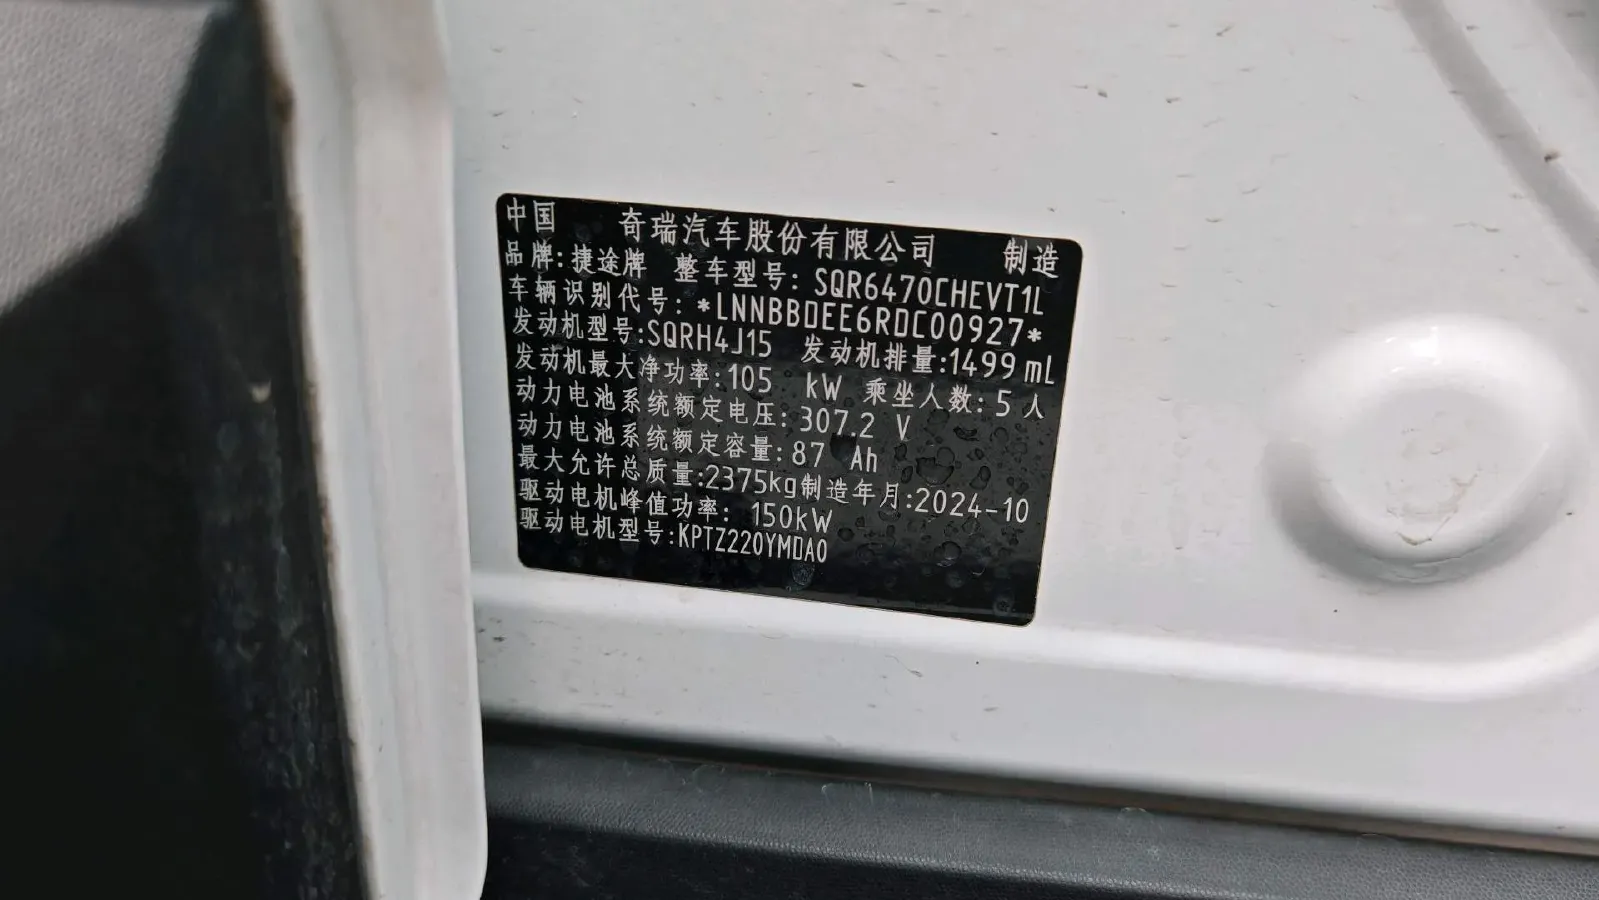 中国 奇瑞汽车股份有限公司 制造
品牌:捷途牌 整车型号:SQR6470CHEVT1L
车辆识别代号:*LNNBBDEE6RDC00927*
发动机型号:SQRH4J15 发动机排量:1499mL
发动机最大净功率:105 kW 乘坐人数:5人
动力电池系统额定电压:307.2 V
动力电池系统额定容量:87 Ah
最大允许总质量:2375kg制造年月:2024-10
驱动电机峰值功率: 150kW
驱动电机型号:KPTZ220YMDA0